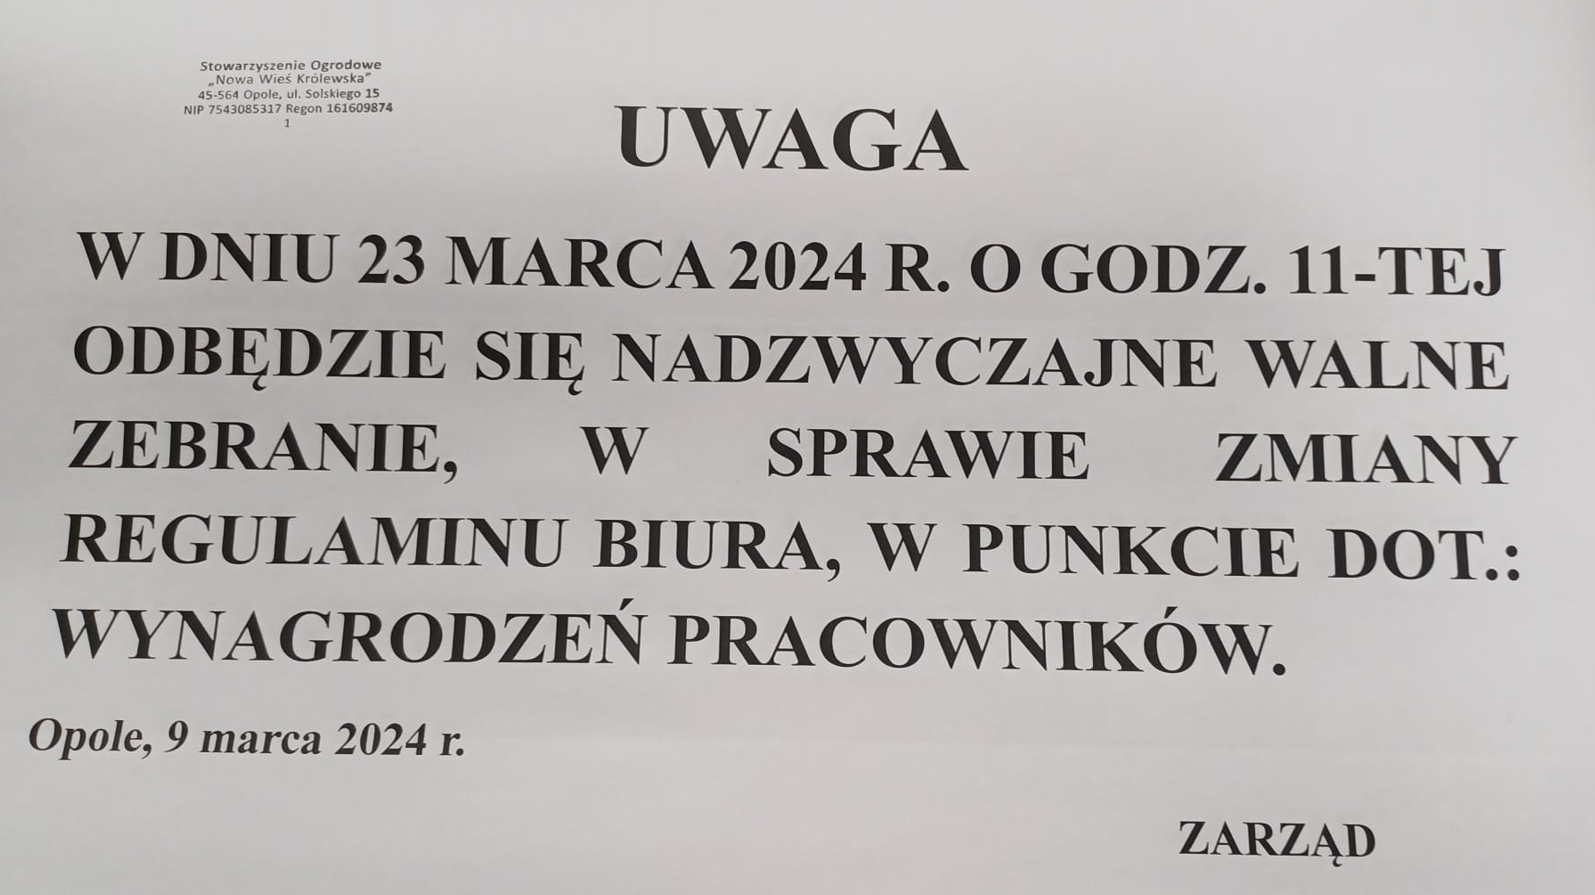 Stowarzyszenie Ogrodowe
„Nowa Wieś Królewska”
45-564 Opole, ul. Solskiego 15
NIP 7543085317 Regon 161609874
1
UWAGA
W DNIU 23 MARCA 2024 R. O GODZ. 11-TEJ
ODBĘDZIE SIĘ NADZWYCZAJNE WALNE
ZEBRANIE, W SPRAWIE ZMIANY
REGULAMINU BIURA, W PUNKCIE DOT.:
WYNAGRODZEŃ PRACOWNIKÓW.
Opole, 9 marca 2024 r.
ZARZĄD